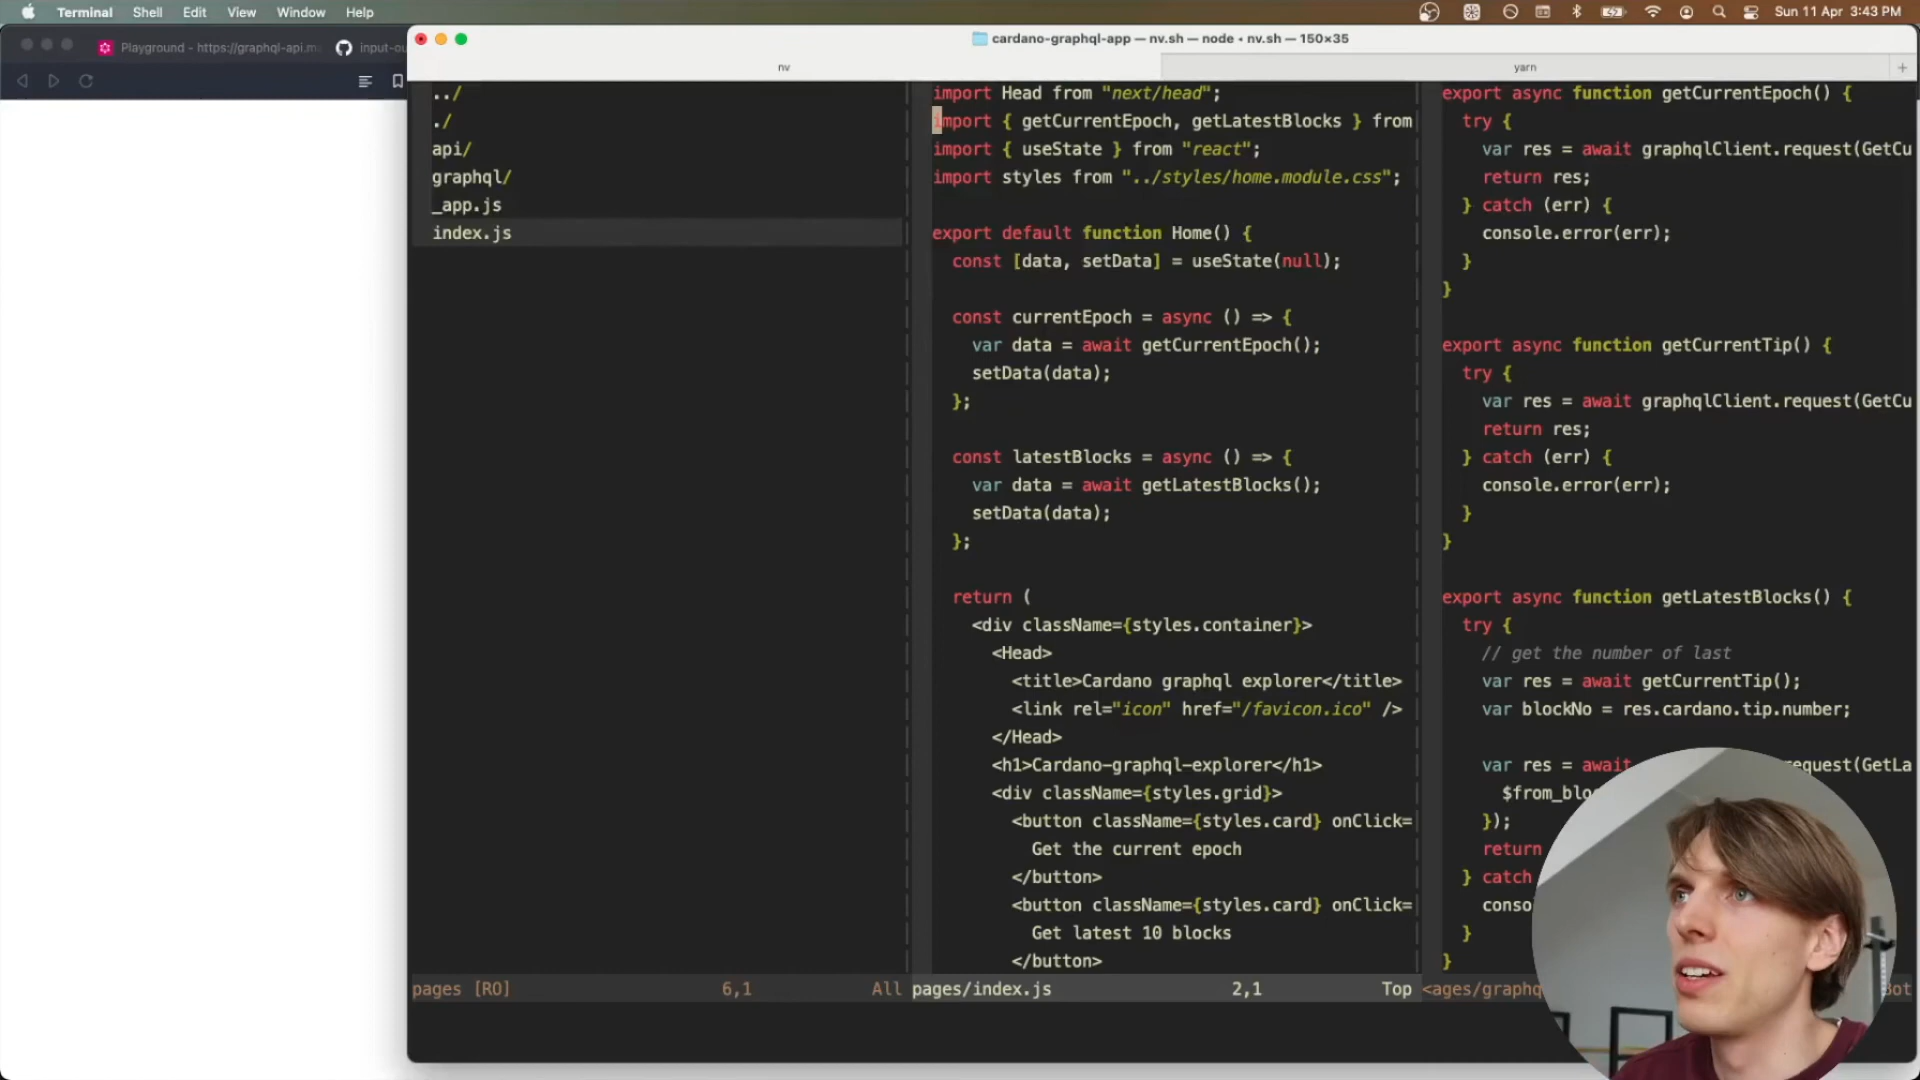 Terminal Shell Edit View Window Help
Sun 11 Apr 3:43 PM
Playground - https://graphql-api.m
input-ou
cardano-graphql-app — nv.sh — node • nv.sh — 150×35
nv
yarn
../
./
api/
graphql/
_app.js
index.js
pages [RO] 6,1 All
import Head from "next/head";
import { getCurrentEpoch, getLatestBlocks } from
import { useState } from "react";
import styles from "../styles/home.module.css";
export default function Home() {
const [data, setData] = useState(null);
const currentEpoch = async () => {
var data = await getCurrentEpoch();
setData(data);
};
const latestBlocks = async () => {
var data = await getLatestBlocks();
setData(data);
};
return (
<div className={styles.container}>
<Head>
<title>Cardano graphql explorer</title>
<link rel="icon" href="/favicon.ico" />
</Head>
<h1>Cardano-graphql-explorer</h1>
<div className={styles.grid}>
<button className={styles.card} onClick=
Get the current epoch
</button>
<button className={styles.card} onClick=
Get latest 10 blocks
</button>
pages/index.js 2,1 Top
export async function getCurrentEpoch() {
try {
var res = await graphqlClient.request(GetCu
return res;
} catch (err) {
console.error(err);
}
}
export async function getCurrentTip() {
try {
var res = await graphqlClient.request(GetCu
return res;
} catch (err) {
console.error(err);
}
}
export async function getLatestBlocks() {
try {
// get the number of last
var res = await getCurrentTip();
var blockNo = res.cardano.tip.number;
var res = await request(GetLa
$from_bloc
});
return
} catch
conso
}
}
<ages/graphq Bot